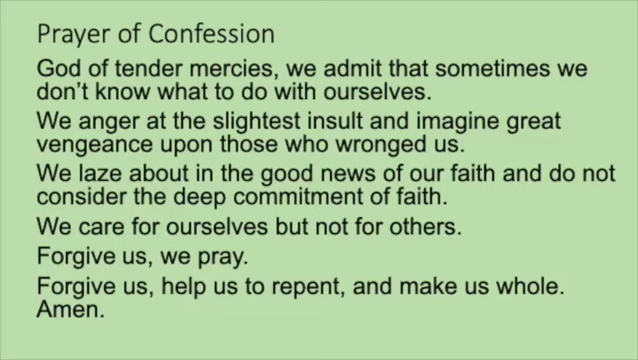 Prayer of Confession
God of tender mercies, we admit that sometimes we
don't know what to do with ourselves.
We anger at the slightest insult and imagine great
vengeance upon those who wronged us.
We laze about in the good news of our faith and do not
consider the deep commitment of faith.
We care for ourselves but not for others.
Forgive us, we pray.
Forgive us, help us to repent, and make us whole.
Amen.